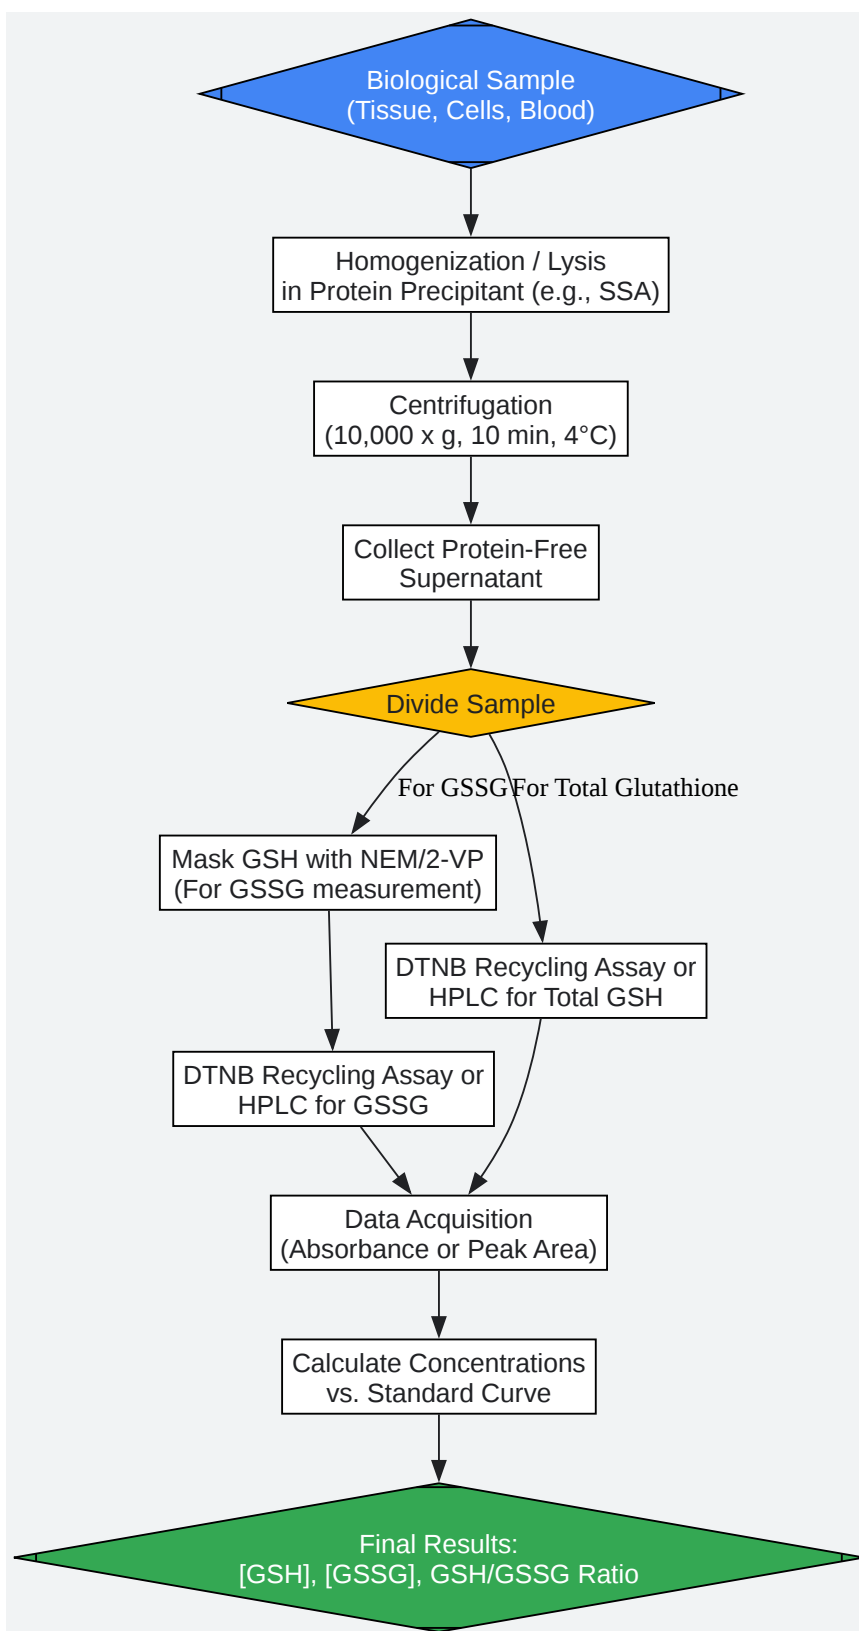 Biological Sample
(Tissue, Cells, Blood)
Homogenization / Lysis
in Protein Precipitant (e.g., SSA)
Centrifugation
(10,000 x g, 10 min, 4°C)
Collect Protein-Free
Supernatant
Divide Sample
For GSSG
For Total Glutathione
Mask GSH with NEM/2-VP
(For GSSG measurement)
DTNB Recycling Assay or
HPLC for Total GSH
DTNB Recycling Assay or
HPLC for GSSG
Data Acquisition
(Absorbance or Peak Area)
Calculate Concentrations
vs. Standard Curve
Final Results:
[GSH], [GSSG], GSH/GSSG Ratio